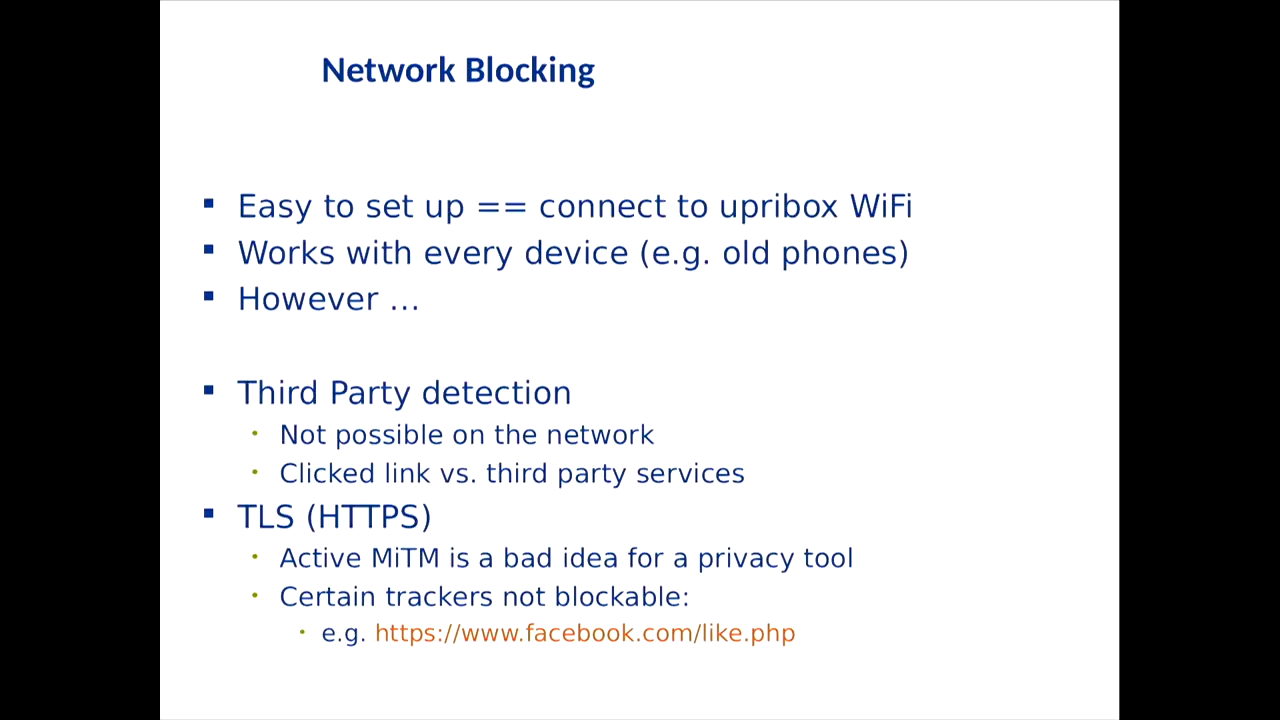 Network Blocking
Easy to set up == connect to upribox WiFi
Works with every device (e.g. old phones)
However ...
Third Party detection
Not possible on the network
Clicked link vs. third party services
TLS (HTTPS)
Active MiTM is a bad idea for a privacy tool
Certain trackers not blockable:
e.g. https://www.facebook.com/like.php